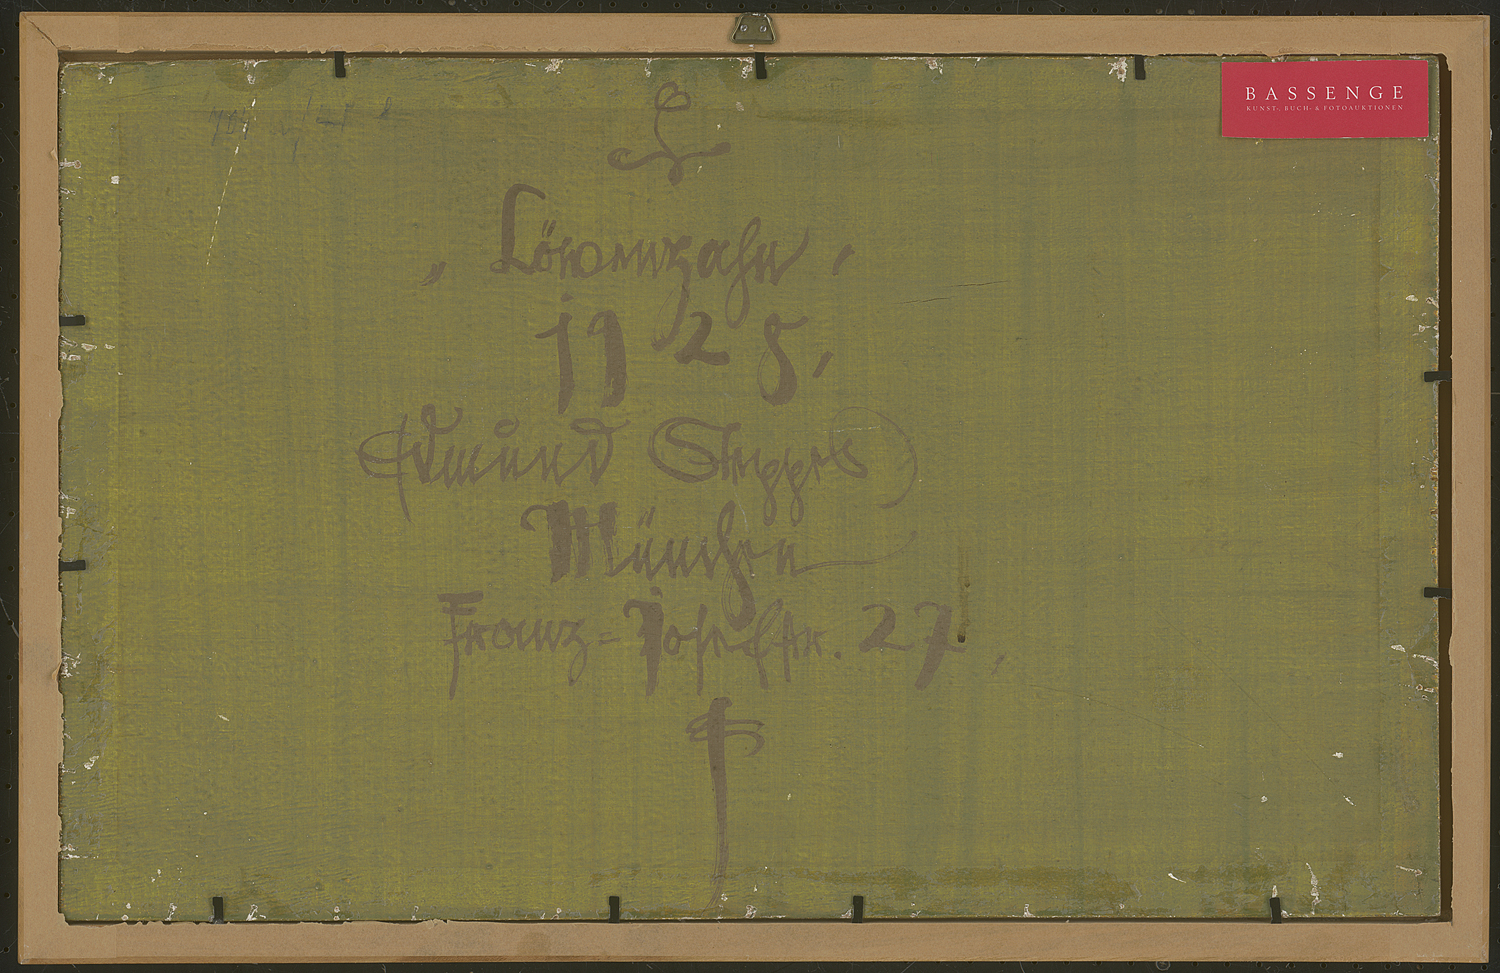 BASSENGE
KUNST-, BUCH- & FOTOAUKTIONEN
„Löwenzahn“
1925,
Edmund Steppes
München
Franz=Josefstr. 27,